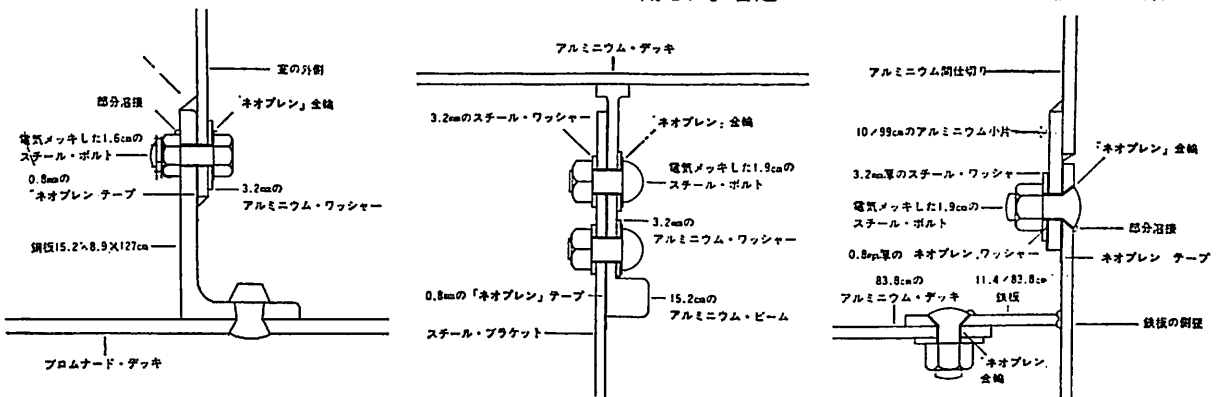 室の外側
部分溶接
「ネオプレン」金輪
電気メッキした1.6cmの
スチール・ボルト
0.8mmの
ネオプレン テープ
3.2mmの
アルミニウム・ワッシャー
鋼板15.2×8.9×127cm
プロムナード・デッキ
アルミニウム・デッキ
3.2mmのスチール・ワッシャー
「ネオプレン」金輪
電気メッキした1.9cmの
スチール・ボルト
3.2mmの
アルミニウム・ワッシャー
0.8mmの「ネオプレン」テープ
15.2cmの
アルミニウム・ビーム
スチール・ブラケット
アルミニウム間仕切り
10/99cmのアルミニウム小片
「ネオプレン」金輪
3.2mm厚のスチール・ワッシャ
電気メッキした1.9cmの
スチール・ボルト
部分溶接
0.8mm厚の ネオプレン.ワッシャー
ネオプレン テープ
83.8cmの
アルミニウム・デッキ
11.4/83.8cm
鉄板
鉄板の側壁
ネオプレン
金輪